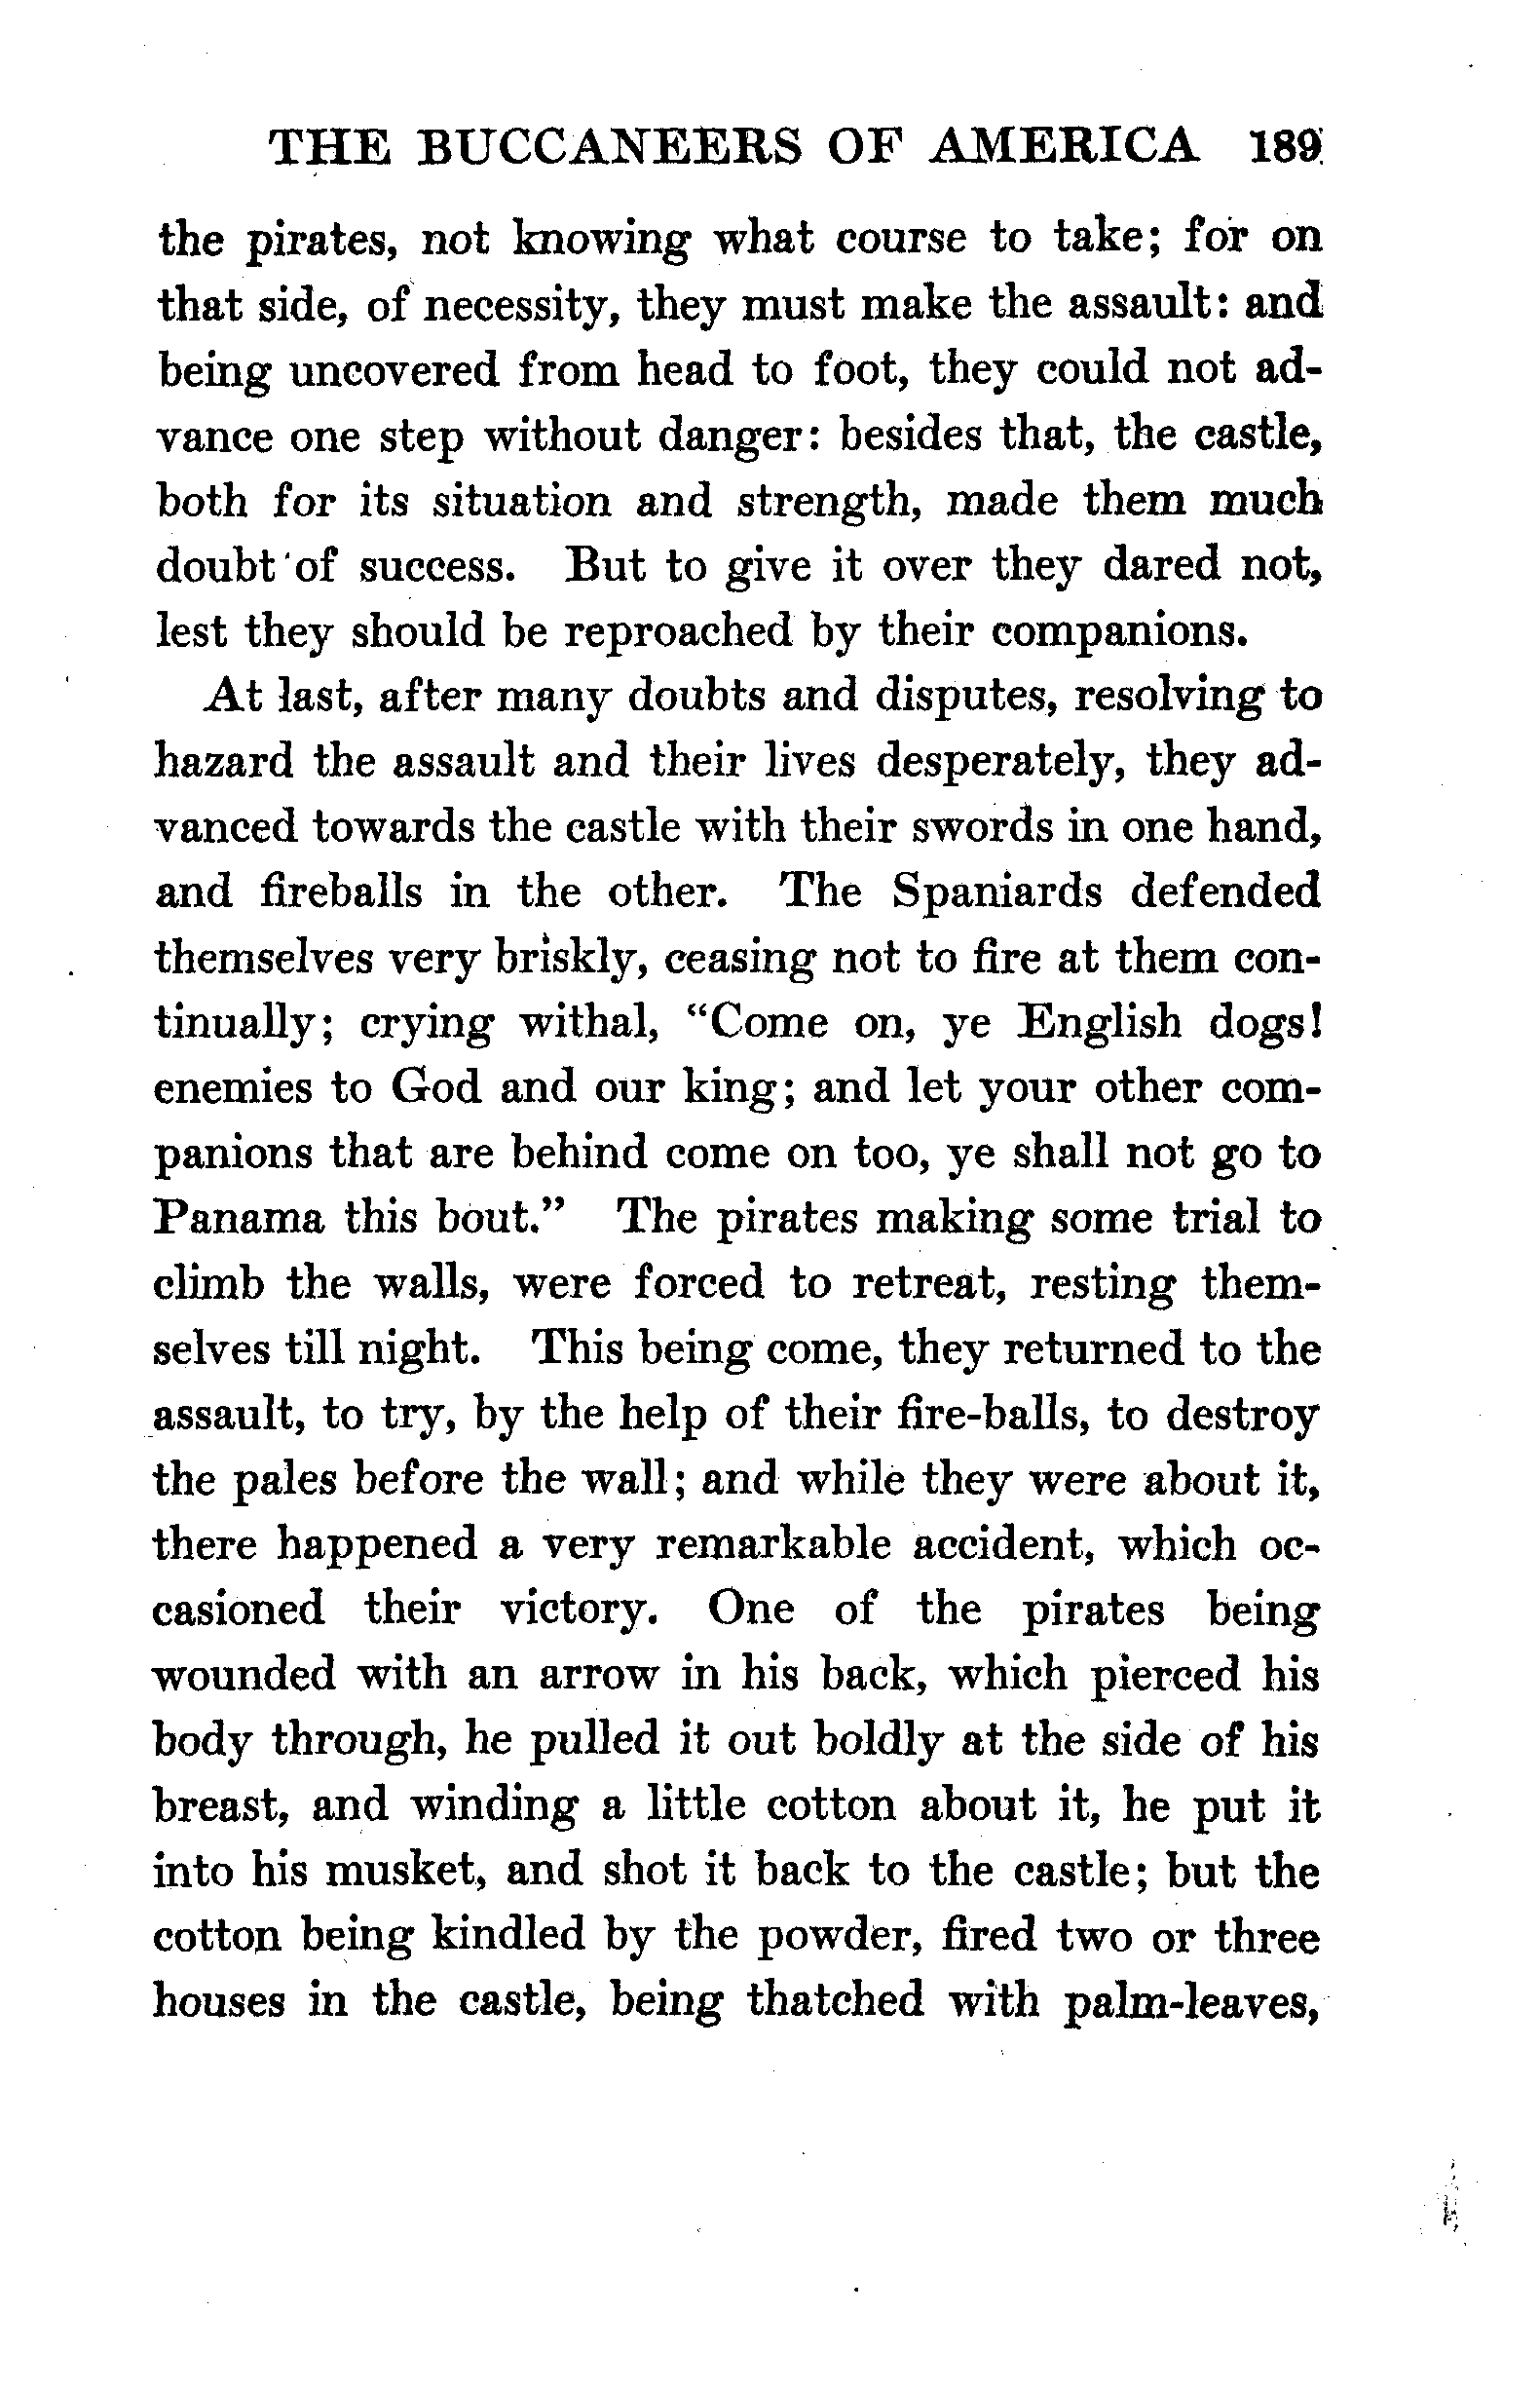 THE BUCCANEERS OF AMERICA 189
the pirates, not knowing what course to take; for on
that side, of necessity, they must make the assault: and
being uncovered from head to foot, they could not ad-
vance one step without danger: besides that, the castle,
both for its situation and strength, made them much
doubt of success. But to give it over they dared not,
lest they should be reproached by their companions.
At last, after many doubts and disputes, resolving to
hazard the assault and their lives desperately, they ad-
vanced towards the castle with their swords in one hand,
and fireballs in the other. The Spaniards defended
themselves very briskly, ceasing not to fire at them con-
tinually; crying withal, "Come on, ye English dogs!
enemies to God and our king; and let your other com-
panions that are behind come on too, ye shall not go to
Panama this bout." The pirates making some trial to
climb the walls, were forced to retreat, resting them-
selves till night. This being come, they returned to the
assault, to try, by the help of their fire-balls, to destroy
the pales before the wall; and while they were about it,
there happened a very remarkable accident, which oc-
casioned their victory. One of the pirates being
wounded with an arrow in his back, which pierced his
body through, he pulled it out boldly at the side of his
breast, and winding a little cotton about it, he put it
into his musket, and shot it back to the castle; but the
cotton being kindled by the powder, fired two or three
houses in the castle, being thatched with palm-leaves,